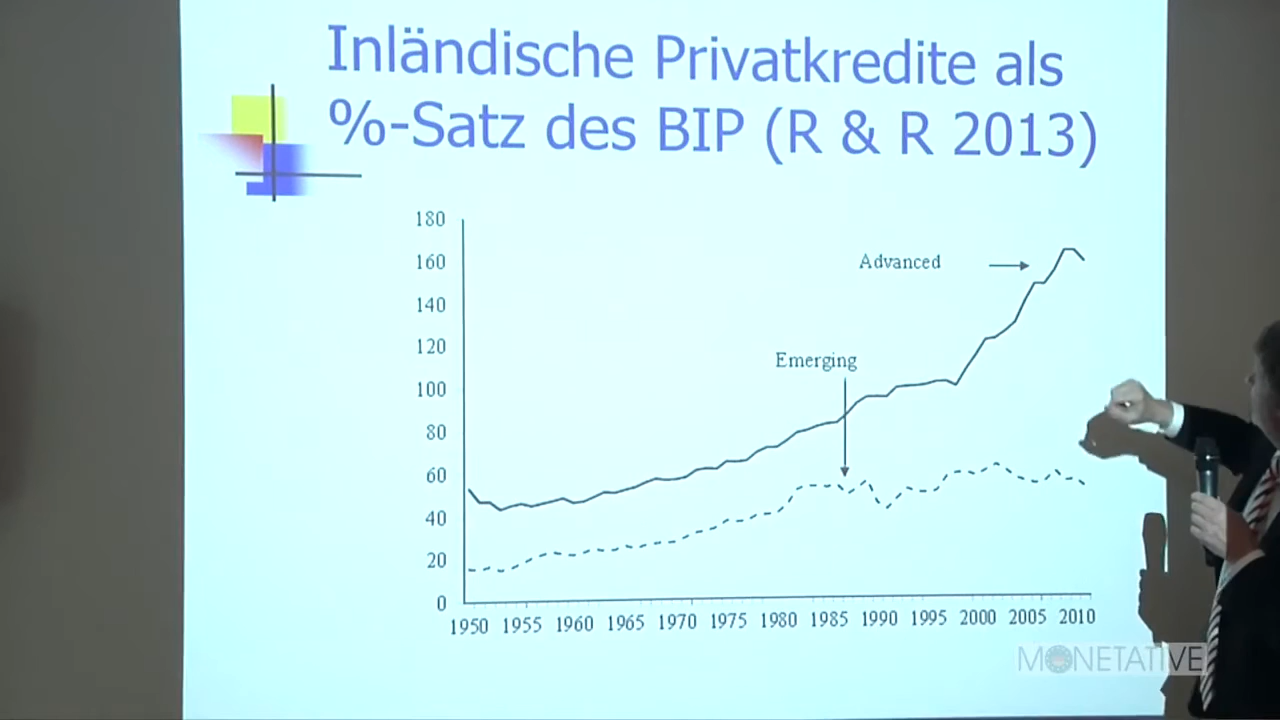 Inländische Privatkredite als
%-Satz des BIP (R & R 2013)
180
160
140
120
100
80
60
40
20
0
Advanced
Emerging
1950 1955 1960 1965 1970 1975 1980 1985 1990 1995 2000 2005 2010
MONETATIVE